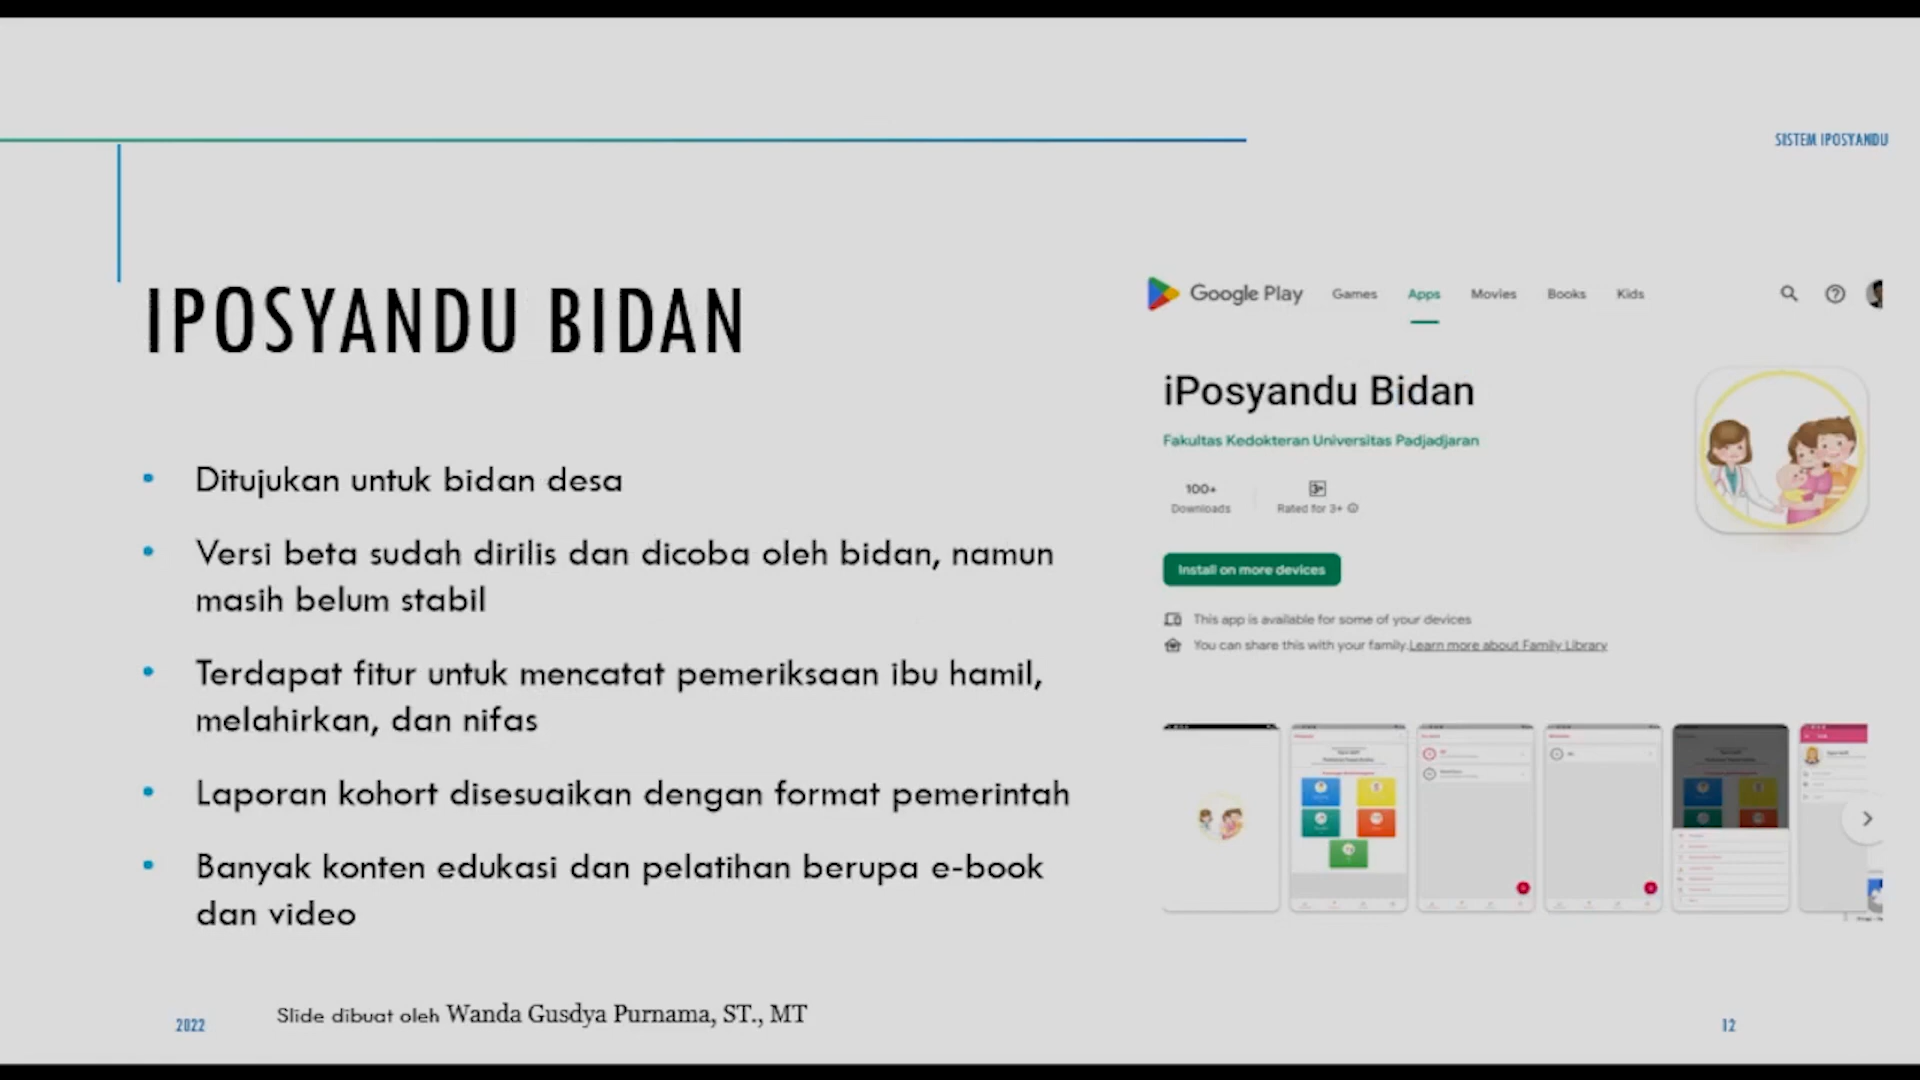 SISTEM IPOSYANDU
IPOSYANDU BIDAN
• Ditujukan untuk bidan desa
• Versi beta sudah dirilis dan dicoba oleh bidan, namun
masih belum stabil
• Terdapat fitur untuk mencatat pemeriksaan ibu hamil,
melahirkan, dan nifas
• Laporan kohort disesuaikan dengan format pemerintah
• Banyak konten edukasi dan pelatihan berupa e-book
dan video
Google Play Games Apps Movies Books Kids
iPosyandu Bidan
Fakultas Kedokteran Universitas Padjadjaran
100+ 3+
Downloads Rated for 3+
Install on more devices
This app is available for some of your devices
You can share this with your family. Learn more about Family Library
2022 Slide dibuat oleh Wanda Gusdya Purnama, ST., MT 12